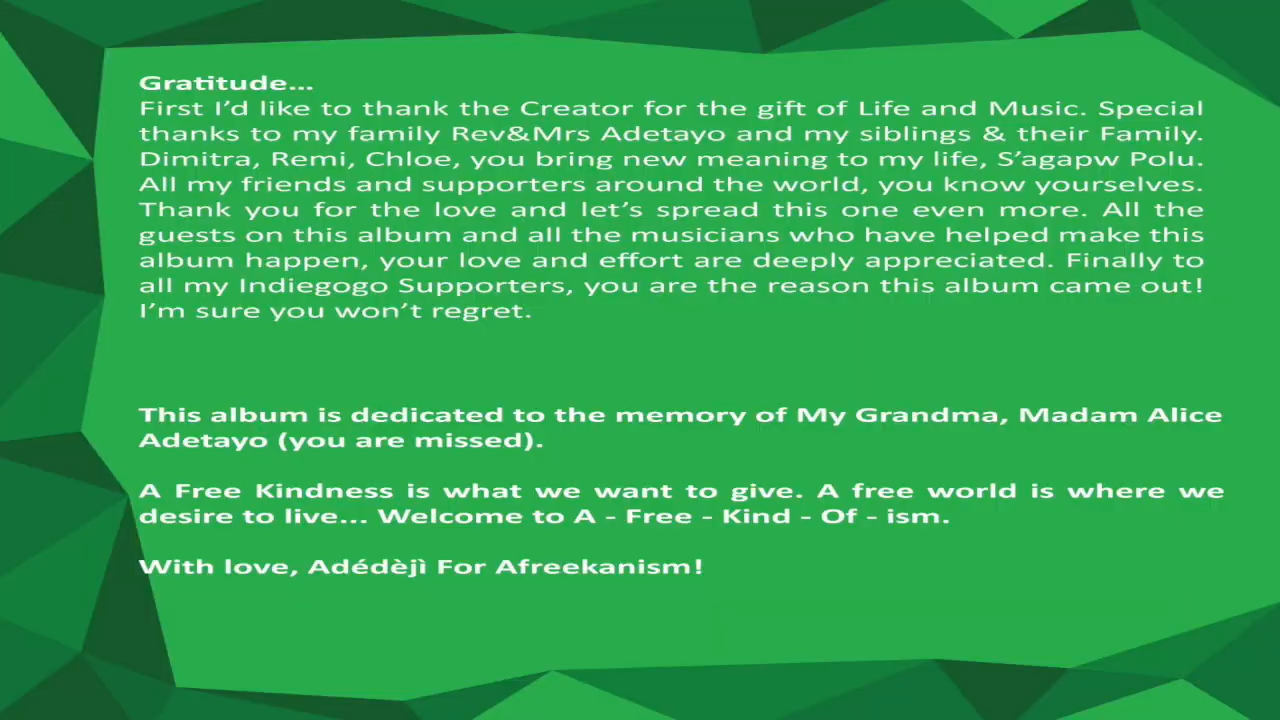 Gratitude...
First I’d like to thank the Creator for the gift of Life and Music. Special
thanks to my family Rev&Mrs Adetayo and my siblings & their Family.
Dimitra, Remi, Chloe, you bring new meaning to my life, S’agapw Polu.
All my friends and supporters around the world, you know yourselves.
Thank you for the love and let’s spread this one even more. All the
guests on this album and all the musicians who have helped make this
album happen, your love and effort are deeply appreciated. Finally to
all my Indiegogo Supporters, you are the reason this album came out!
I’m sure you won’t regret.
This album is dedicated to the memory of My Grandma, Madam Alice
Adetayo (you are missed).
A Free Kindness is what we want to give. A free world is where we
desire to live... Welcome to A - Free - Kind - Of - ism.
With love, Adédèjì For Afreekanism!